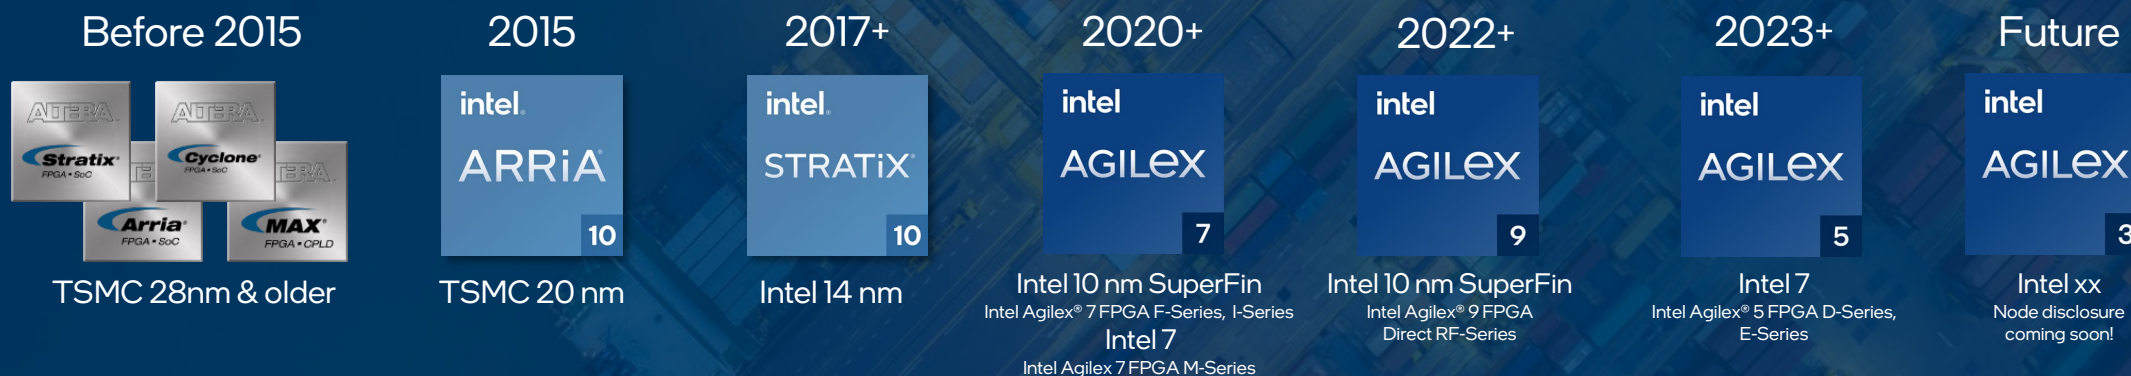 Before 2015
ALTERA
Stratix®
FPGA • SoC
ALTERA
Cyclone®
FPGA • SoC
TE
Arria®
FPGA • SoC
TERA
MAX®
FPGA • CPLD
TSMC 28nm & older
2015
intel.
ARRiA®
10
TSMC 20 nm
2017+
intel.
STRATiX®
10
Intel 14 nm
2020+
intel
AGILeX
7
Intel 10 nm SuperFin
Intel Agilex® 7 FPGA F-Series, I-Series
Intel 7
Intel Agilex 7 FPGA M-Series
2022+
intel
AGILeX
9
Intel 10 nm SuperFin
Intel Agilex® 9 FPGA
Direct RF-Series
2023+
intel
AGILeX
5
Intel 7
Intel Agilex® 5 FPGA D-Series,
E-Series
Future
intel
AGILeX
3
Intel xx
Node disclosure
coming soon!